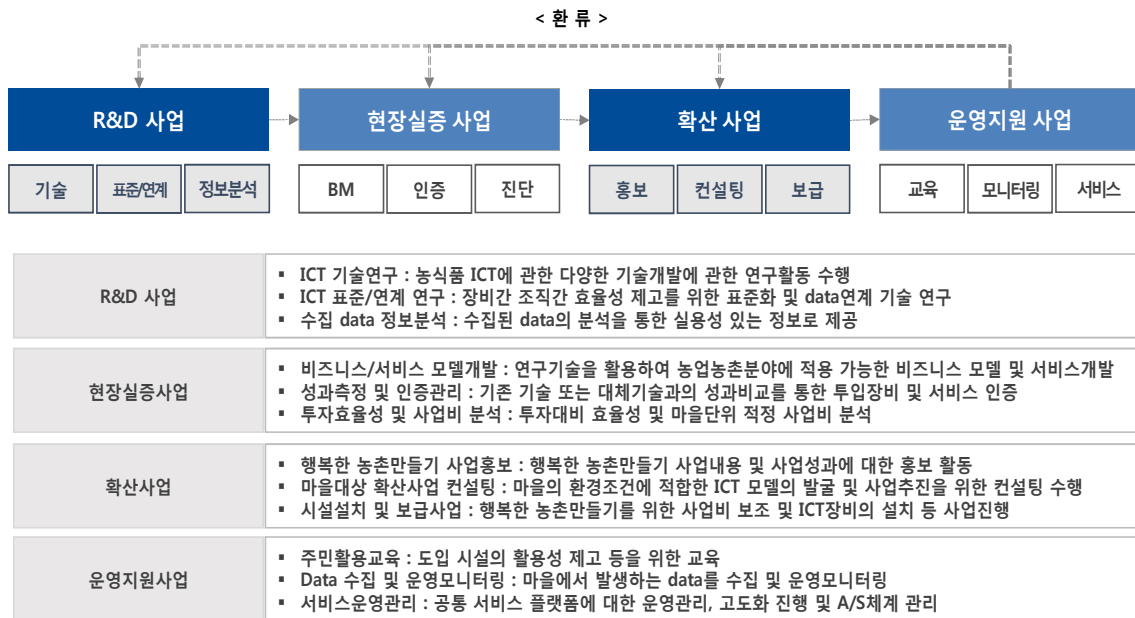 < 환 류 >
R&D 사업
현장실증 사업
확산 사업
운영지원 사업
기술
표준/연계
정보분석
BM
인증
진단
홍보
컨설팅
보급
교육
모니터링
서비스
R&D 사업
▪ ICT 기술연구 : 농식품 ICT에 관한 다양한 기술개발에 관한 연구활동 수행
▪ ICT 표준/연계 연구 : 장비간 조직간 효율성 제고를 위한 표준화 및 data연계 기술 연구
▪ 수집 data 정보분석 : 수집된 data의 분석을 통한 실용성 있는 정보로 제공
현장실증사업
▪ 비즈니스/서비스 모델개발 : 연구기술을 활용하여 농업농촌분야에 적용 가능한 비즈니스 모델 및 서비스개발
▪ 성과측정 및 인증관리 : 기존 기술 또는 대체기술과의 성과비교를 통한 투입장비 및 서비스 인증
▪ 투자효율성 및 사업비 분석 : 투자대비 효율성 및 마을단위 적정 사업비 분석
확산사업
▪ 행복한 농촌만들기 사업홍보 : 행복한 농촌만들기 사업내용 및 사업성과에 대한 홍보 활동
▪ 마을대상 확산사업 컨설팅 : 마을의 환경조건에 적합한 ICT 모델의 발굴 및 사업추진을 위한 컨설팅 수행
▪ 시설설치 및 보급사업 : 행복한 농촌만들기를 위한 사업비 보조 및 ICT장비의 설치 등 사업진행
운영지원사업
▪ 주민활용교육 : 도입 시설의 활용성 제고 등을 위한 교육
▪ Data 수집 및 운영모니터링 : 마을에서 발생하는 data를 수집 및 운영모니터링
▪ 서비스운영관리 : 공통 서비스 플랫폼에 대한 운영관리, 고도화 진행 및 A/S체계 관리